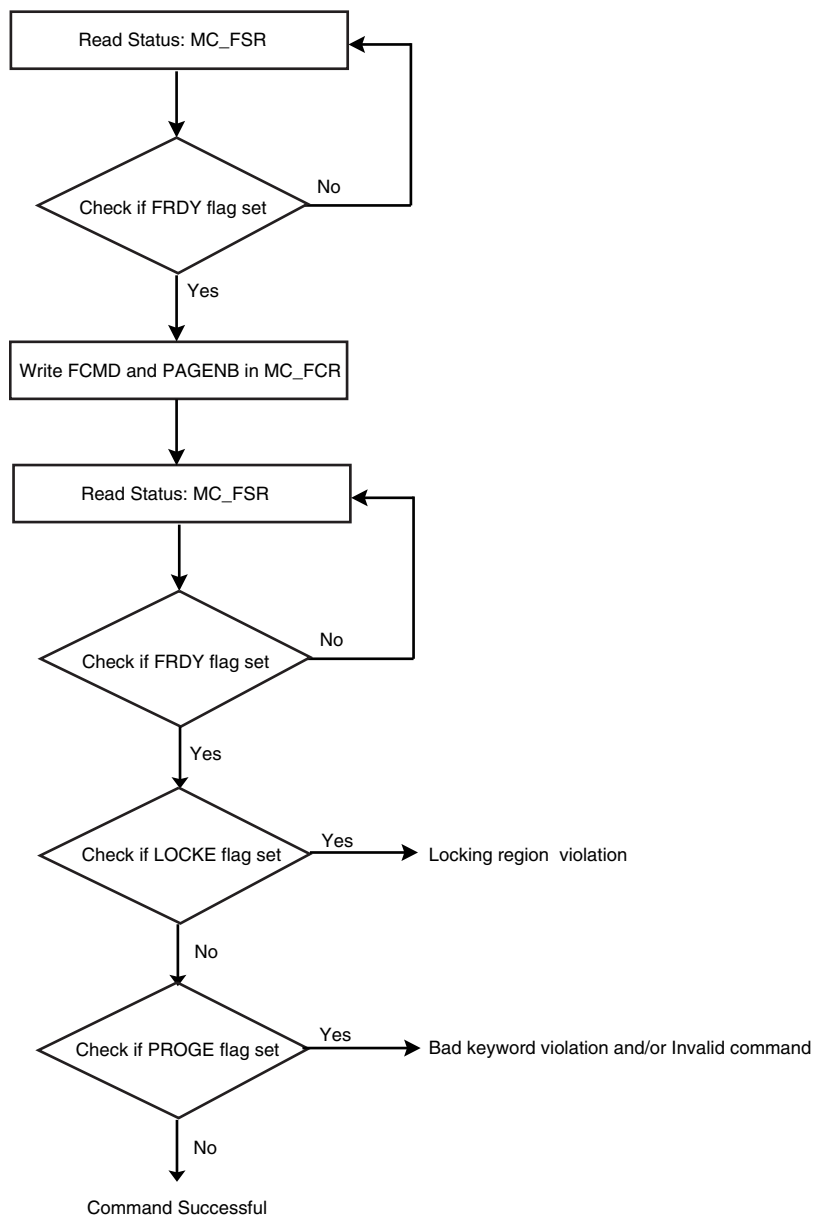 Read Status: MC_FSR
Check if FRDY flag set
No
Yes
Write FCMD and PAGENB in MC_FCR
Read Status: MC_FSR
Check if FRDY flag set
No
Yes
Check if LOCKE flag set
Yes
Locking region violation
No
Check if PROGE flag set
Yes
Bad keyword violation and/or Invalid command
No
Command Successful